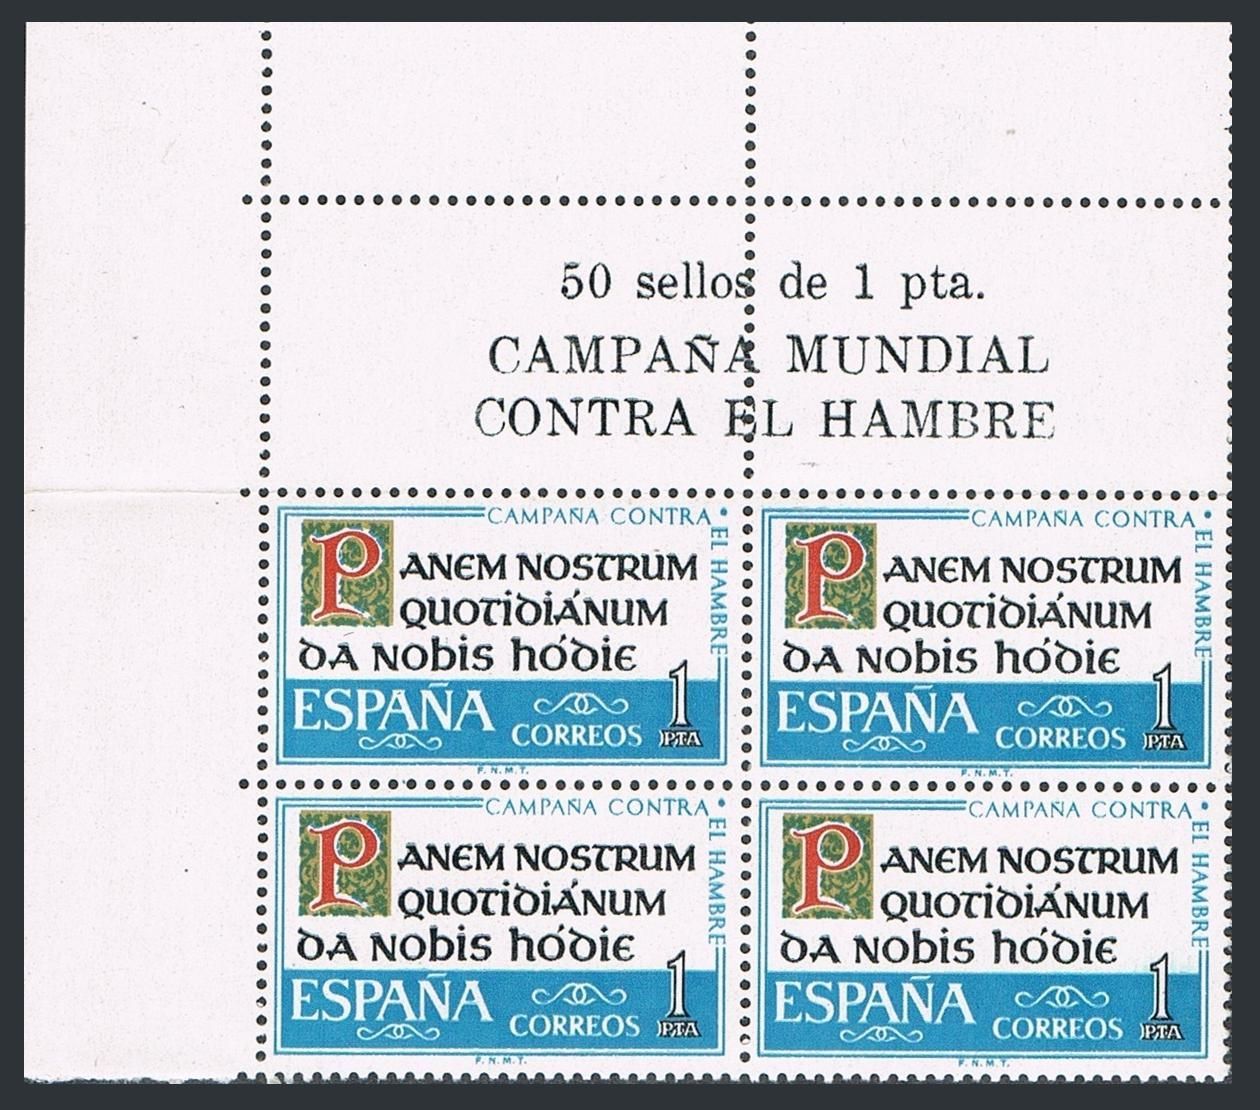 50 sellos de 1 pta.
CAMPAÑA MUNDIAL
CONTRA EL HAMBRE
CAMPAÑA CONTRA
EL HAMBRE
PANEM NOSTRUM
QUOTIDIÁNUM
DA NOBIS HÓDIE
ESPAÑA
CORREOS
1
PTA
F.N.M.T.
CAMPAÑA CONTRA
EL HAMBRE
PANEM NOSTRUM
QUOTIDIÁNUM
DA NOBIS HÓDIE
ESPAÑA
CORREOS
1
PTA
F.N.M.T.
CAMPAÑA CONTRA
EL HAMBRE
PANEM NOSTRUM
QUOTIDIÁNUM
DA NOBIS HÓDIE
ESPAÑA
CORREOS
1
PTA
F.N.M.T.
CAMPAÑA CONTRA
EL HAMBRE
PANEM NOSTRUM
QUOTIDIÁNUM
DA NOBIS HÓDIE
ESPAÑA
CORREOS
1
PTA
F.N.M.T.